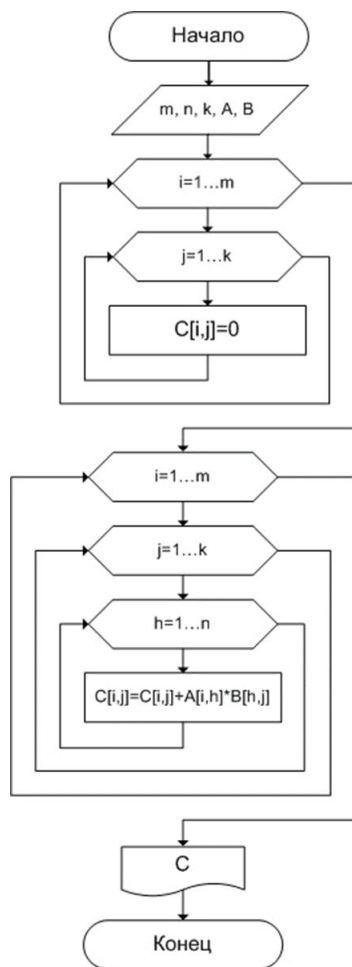 Начало
m, n, k, A, B
i=1…m
j=1…k
C[i,j]=0
i=1…m
j=1…k
h=1…n
C[i,j]=C[i,j]+A[i,h]*B[h,j]
C
Конец